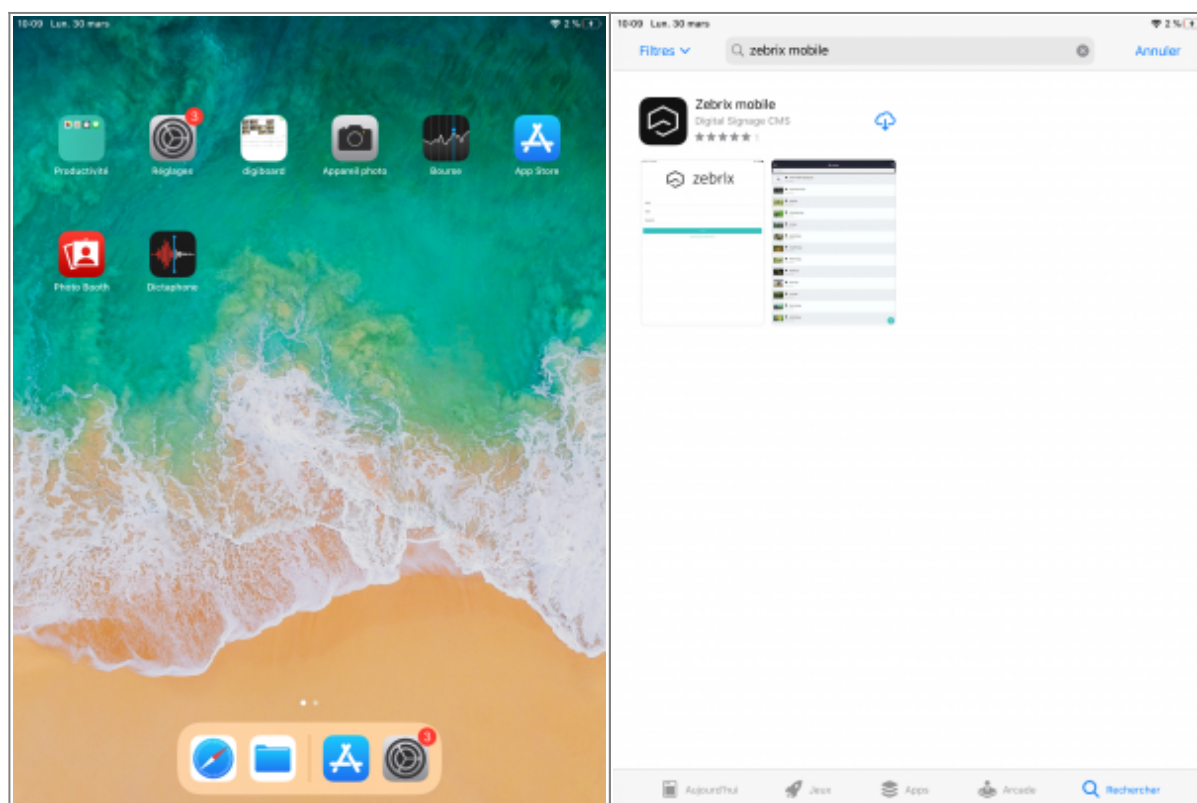 10:09 Lun. 30 mars
2 %
3
Productivité
Réglages
digiboard
Appareil photo
Bourse
App Store
Photo Booth
Dictaphone
3
10:09 Lun. 30 mars
2 %
Filtres
zebrix mobile
Annuler
Zebrix mobile
Digital Signage CMS
1
zebrix
Aujourd'hui
Jeux
Apps
Arcade
Rechercher